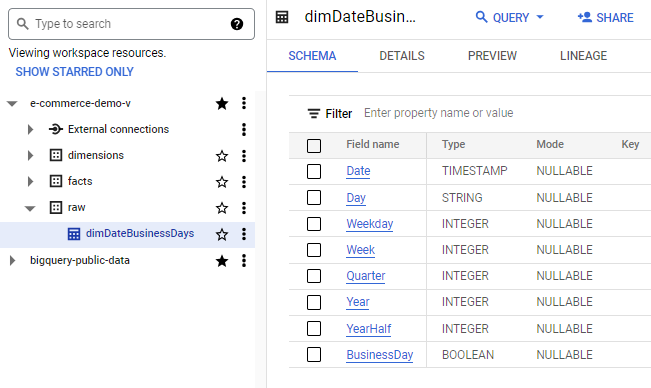 Type to search
Viewing workspace resources.
SHOW STARRED ONLY
e-commerce-demo-v
External connections
dimensions
facts
raw
dimDateBusinessDays
bigquery-public-data
dimDateBusin...
QUERY
SHARE
SCHEMA DETAILS PREVIEW LINEAGE
Filter Enter property name or value
Field name Type Mode Key
Date TIMESTAMP NULLABLE
Day STRING NULLABLE
Weekday INTEGER NULLABLE
Week INTEGER NULLABLE
Quarter INTEGER NULLABLE
Year INTEGER NULLABLE
YearHalf INTEGER NULLABLE
BusinessDay BOOLEAN NULLABLE